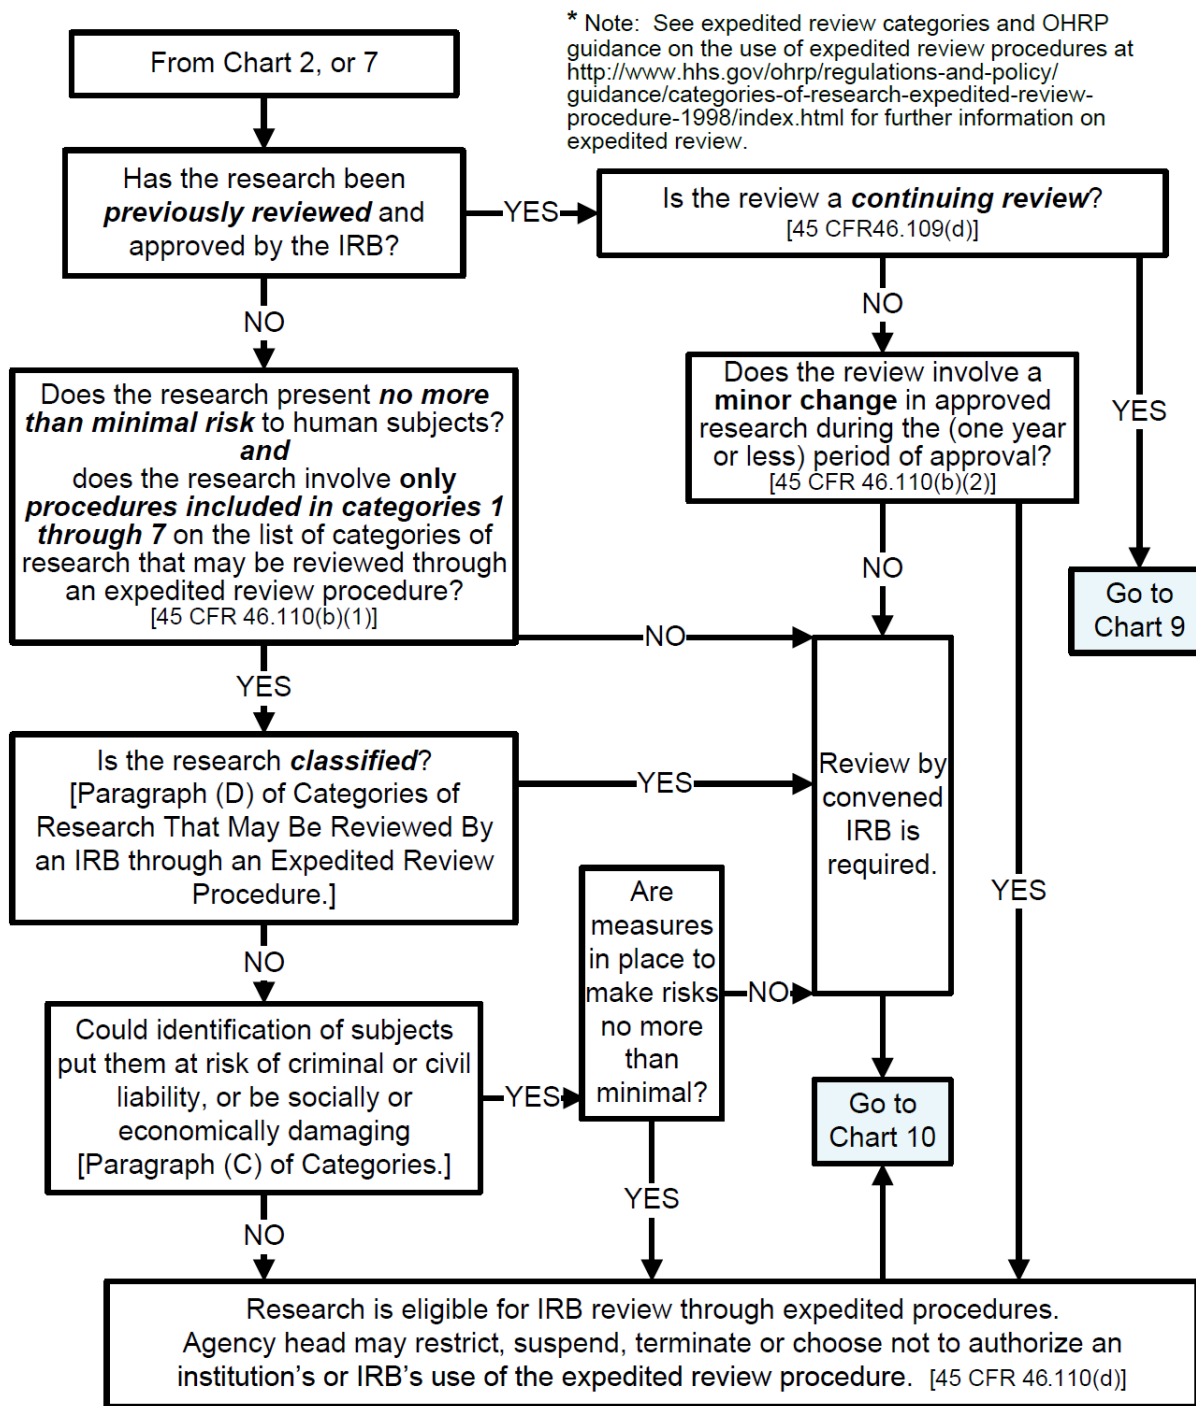 * Note: See expedited review categories and OHRP
guidance on the use of expedited review procedures at
http://www.hhs.gov/ohrp/regulations-and-policy/
guidance/categories-of-research-expedited-review-
procedure-1998/index.html for further information on
expedited review.
From Chart 2, or 7
Has the research been
previously reviewed and
approved by the IRB?
YES
Is the review a continuing review?
[45 CFR46.109(d)]
NO
NO
YES
Does the research present no more
than minimal risk to human subjects?
and
does the research involve only
procedures included in categories 1
through 7 on the list of categories of
research that may be reviewed through
an expedited review procedure?
[45 CFR 46.110(b)(1)]
Does the review involve a
minor change in approved
research during the (one year
or less) period of approval?
[45 CFR 46.110(b)(2)]
NO
Go to
Chart 9
NO
YES
Is the research classified?
[Paragraph (D) of Categories of
Research That May Be Reviewed By
an IRB through an Expedited Review
Procedure.]
YES
Review by
convened
IRB is
required.
YES
NO
Are
measures
in place to
make risks
no more
than
minimal?
NO
Could identification of subjects
put them at risk of criminal or civil
liability, or be socially or
economically damaging
[Paragraph (C) of Categories.]
YES
Go to
Chart 10
YES
NO
Research is eligible for IRB review through expedited procedures.
Agency head may restrict, suspend, terminate or choose not to authorize an
institution's or IRB's use of the expedited review procedure. [45 CFR 46.110(d)]